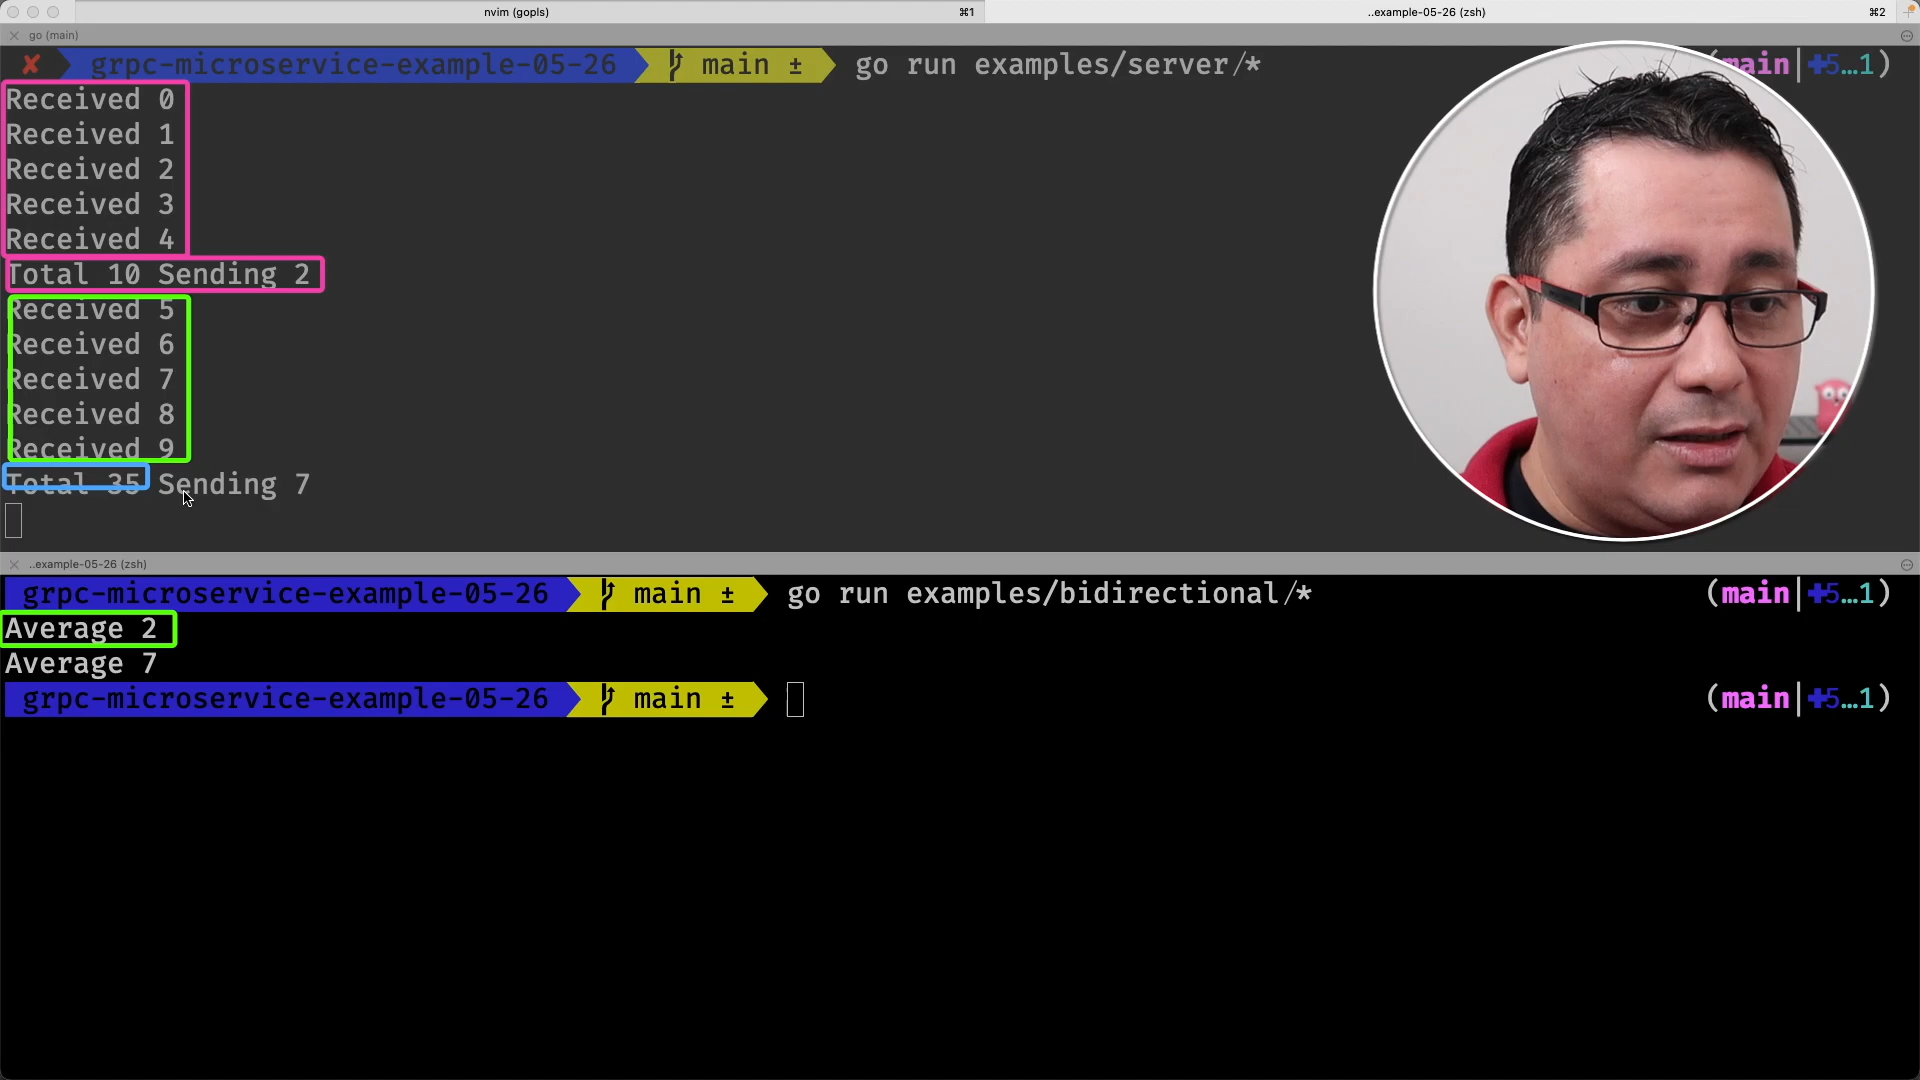 nvim (gopls) ⌘1 ..example-05-26 (zsh) ⌘2
go (main)
✘ grpc-microservice-example-05-26 main ± go run examples/server/* (main|✚5…1)
Received 0
Received 1
Received 2
Received 3
Received 4
Total 10 Sending 2
Received 5
Received 6
Received 7
Received 8
Received 9
Total 35 Sending 7
..example-05-26 (zsh)
grpc-microservice-example-05-26 main ± go run examples/bidirectional/* (main|✚5…1)
Average 2
Average 7
grpc-microservice-example-05-26 main ± (main|✚5…1)